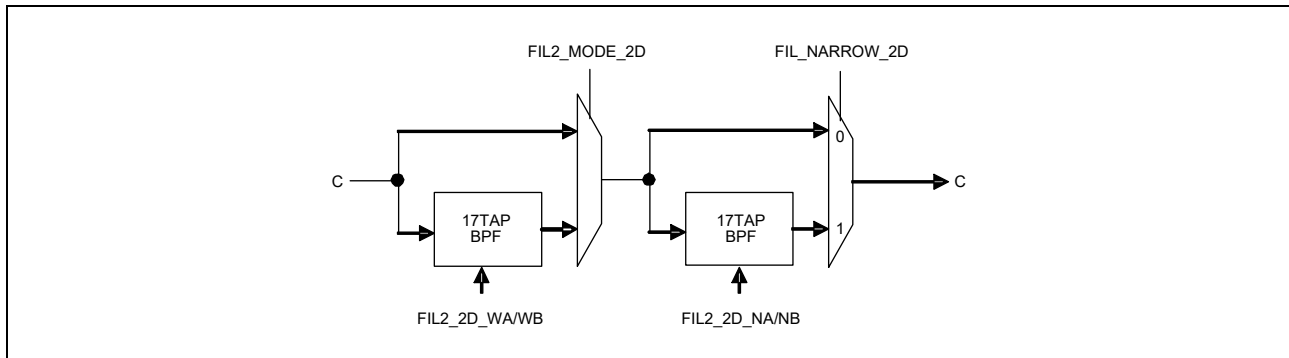 FIL2_MODE_2D
FIL_NARROW_2D
0
C
C
17TAP
BPF
17TAP
BPF
1
FIL2_2D_WA/WB
FIL2_2D_NA/NB